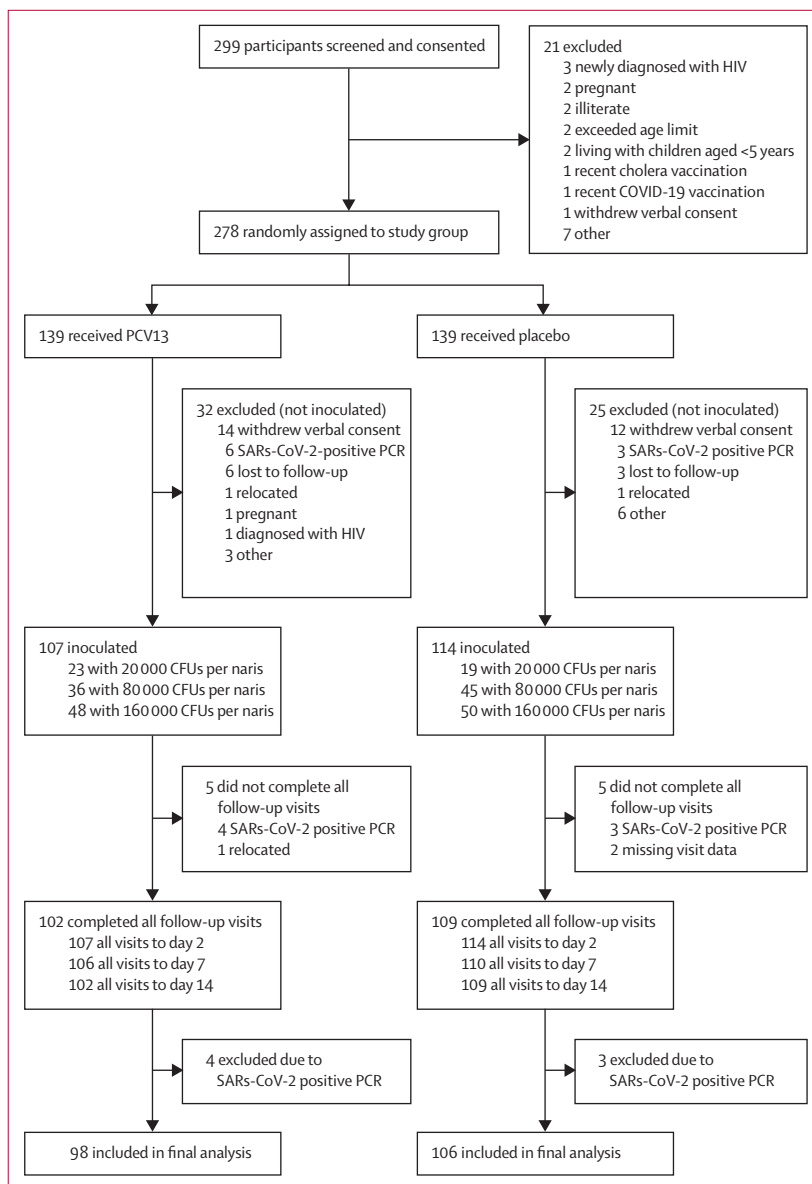 299 participants screened and consented
21 excluded
3 newly diagnosed with HIV
2 pregnant
2 illiterate
2 exceeded age limit
2 living with children aged <5 years
1 recent cholera vaccination
1 recent COVID-19 vaccination
1 withdrew verbal consent
7 other
278 randomly assigned to study group
139 received PCV13
139 received placebo
32 excluded (not inoculated)
14 withdrew verbal consent
6 SARs-CoV-2-positive PCR
6 lost to follow-up
1 relocated
1 pregnant
1 diagnosed with HIV
3 other
25 excluded (not inoculated)
12 withdrew verbal consent
3 SARs-CoV-2 positive PCR
3 lost to follow-up
1 relocated
6 other
107 inoculated
23 with 20 000 CFUs per naris
36 with 80 000 CFUs per naris
48 with 160 000 CFUs per naris
114 inoculated
19 with 20 000 CFUs per naris
45 with 80 000 CFUs per naris
50 with 160 000 CFUs per naris
5 did not complete all
follow-up visits
4 SARs-CoV-2 positive PCR
1 relocated
5 did not complete all
follow-up visits
3 SARs-CoV-2 positive PCR
2 missing visit data
102 completed all follow-up visits
107 all visits to day 2
106 all visits to day 7
102 all visits to day 14
109 completed all follow-up visits
114 all visits to day 2
110 all visits to day 7
109 all visits to day 14
4 excluded due to
SARs-CoV-2 positive PCR
3 excluded due to
SARs-CoV-2 positive PCR
98 included in final analysis
106 included in final analysis